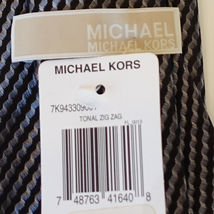 MICHAEL
MICHAEL KORS
MICHAEL KORS
TONAL ZIG ZAG
7 48763 41640 8